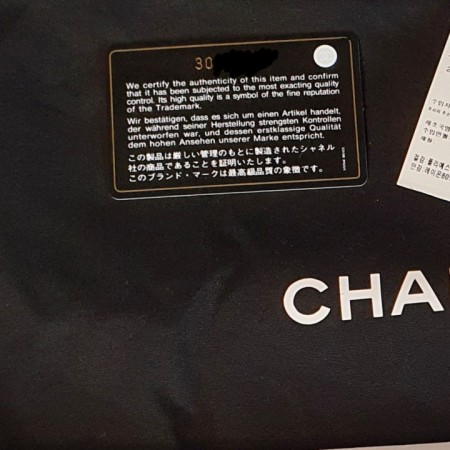 30
We certify the authenticity of this item and confirm
that it has been subjected to the most exacting quality
control. Its high quality is a symbol of the fine reputation
of the Trademark.
Wir bestätigen, dass es sich um einen Artikel handelt,
der während seiner Herstellung strengsten Kontrollen
unterworfen war, und dessen erstklassige Qualität
dem hohen Ansehen unserer Marke entspricht.
この製品は厳しい管理のもとに製造されたシャネル
社の商品であることを証明いたします。
このブランド・マークは最高級品質の象徴です。
CHA